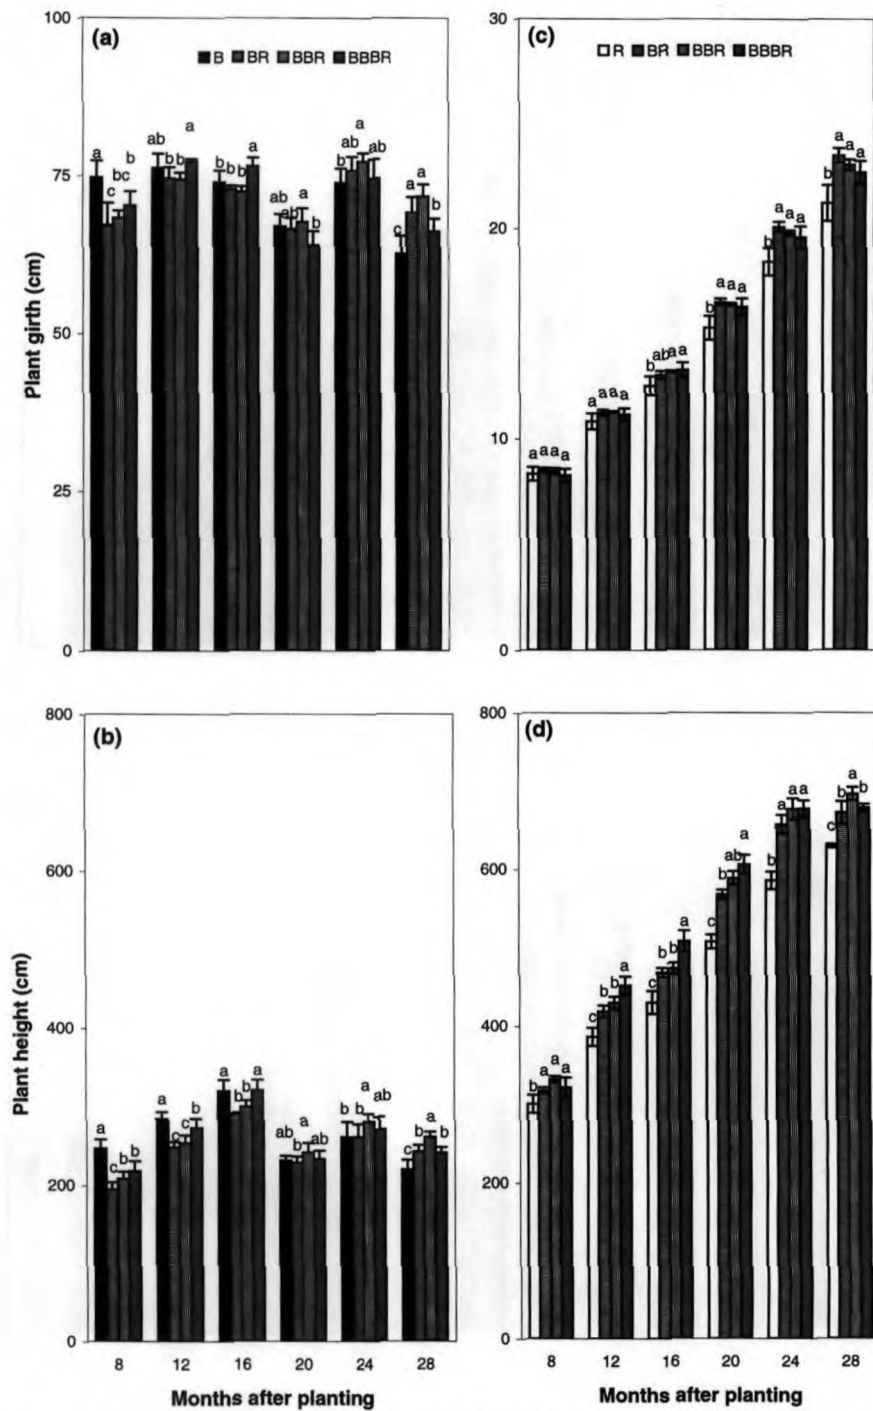 (a)
B BR BBR BBBR
100
75
50
25
0
Plant girth (cm)
a c bc b
ab b b a
b b b a
ab ab a b
b ab a ab
c a a b
(c)
R BR BBR BBBR
30
20
10
0
a a a a
a a a a
b ab a a
b a a a
b a a a
b a a a
(b)
800
600
400
200
0
Plant height (cm)
a c b b
a c c b
a b b a
ab b a ab
b b a ab
c b a b
8 12 16 20 24 28
Months after planting
(d)
800
600
400
200
0
b a a a
c b b a
c b b a
c b ab a
b a a a
c b a b
8 12 16 20 24 28
Months after planting